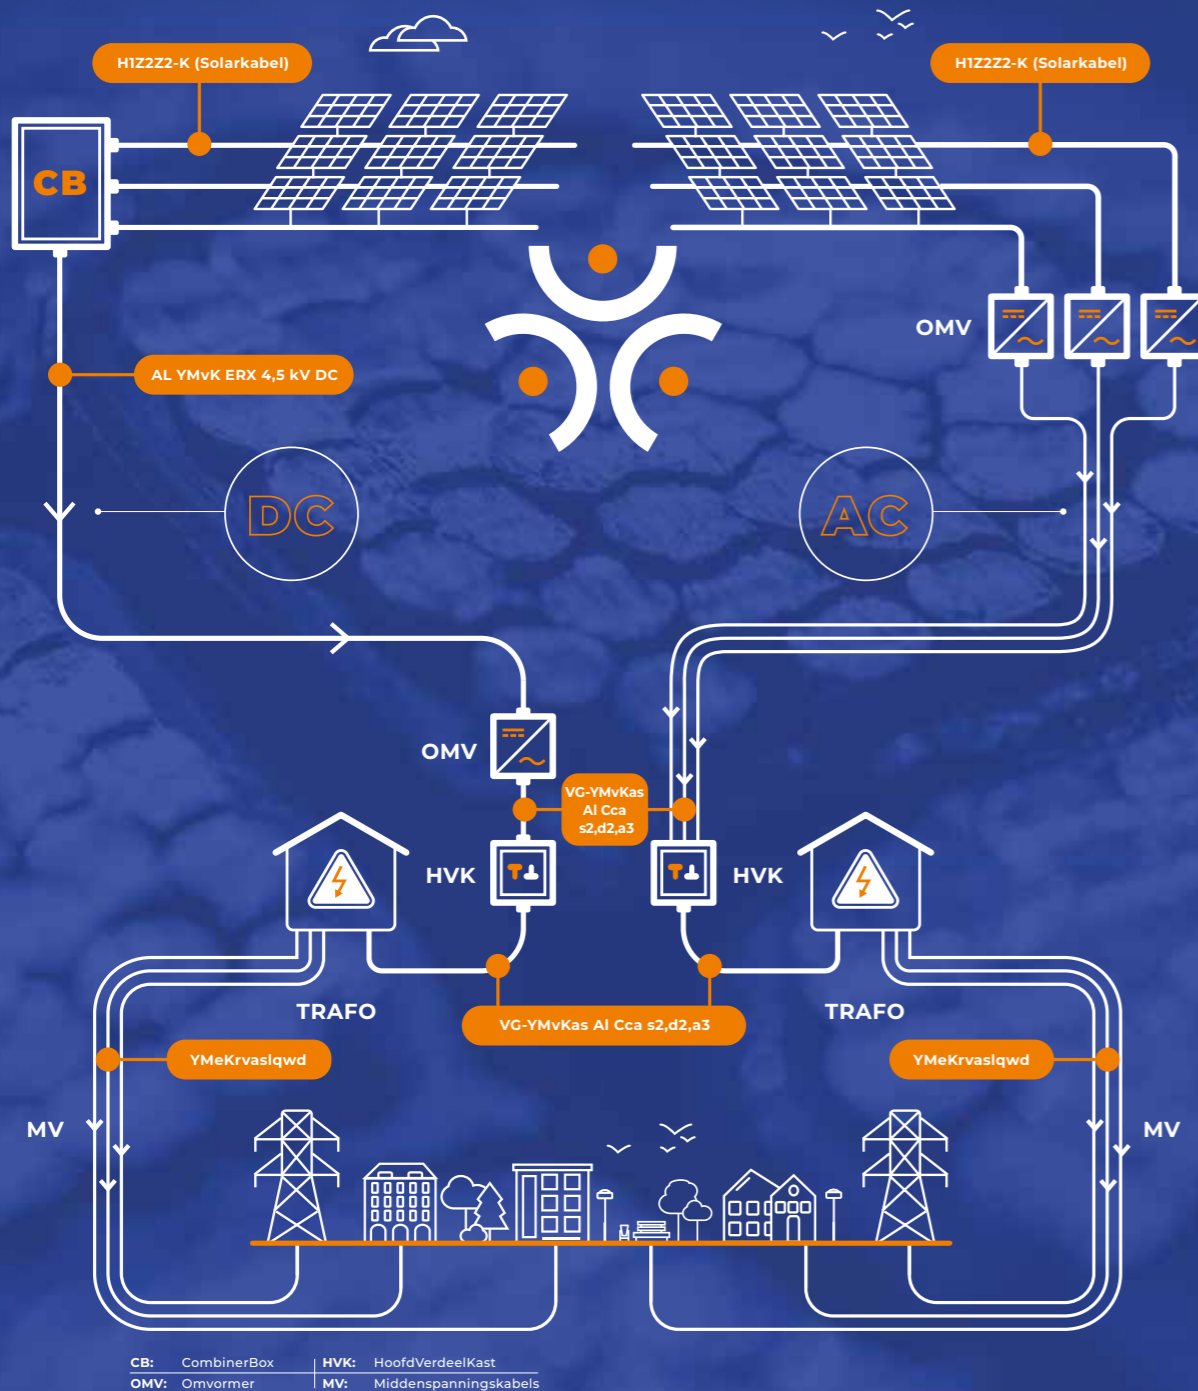 H1Z2Z2-K (Solarkabel)
H1Z2Z2-K (Solarkabel)
CB
OMV
AL YMvK ERX 4,5 kV DC
DC
AC
OMV
VG-YMvKas
Al Cca
s2,d2,a3
HVK
HVK
TRAFO
TRAFO
VG-YMvKas Al Cca s2,d2,a3
YMeKrvaslqwd
YMeKrvaslqwd
MV
MV
CB: CombinerBox
HVK: HoofdVerdeelKast
OMV: Omvormer
MV: Middenspanningskabels